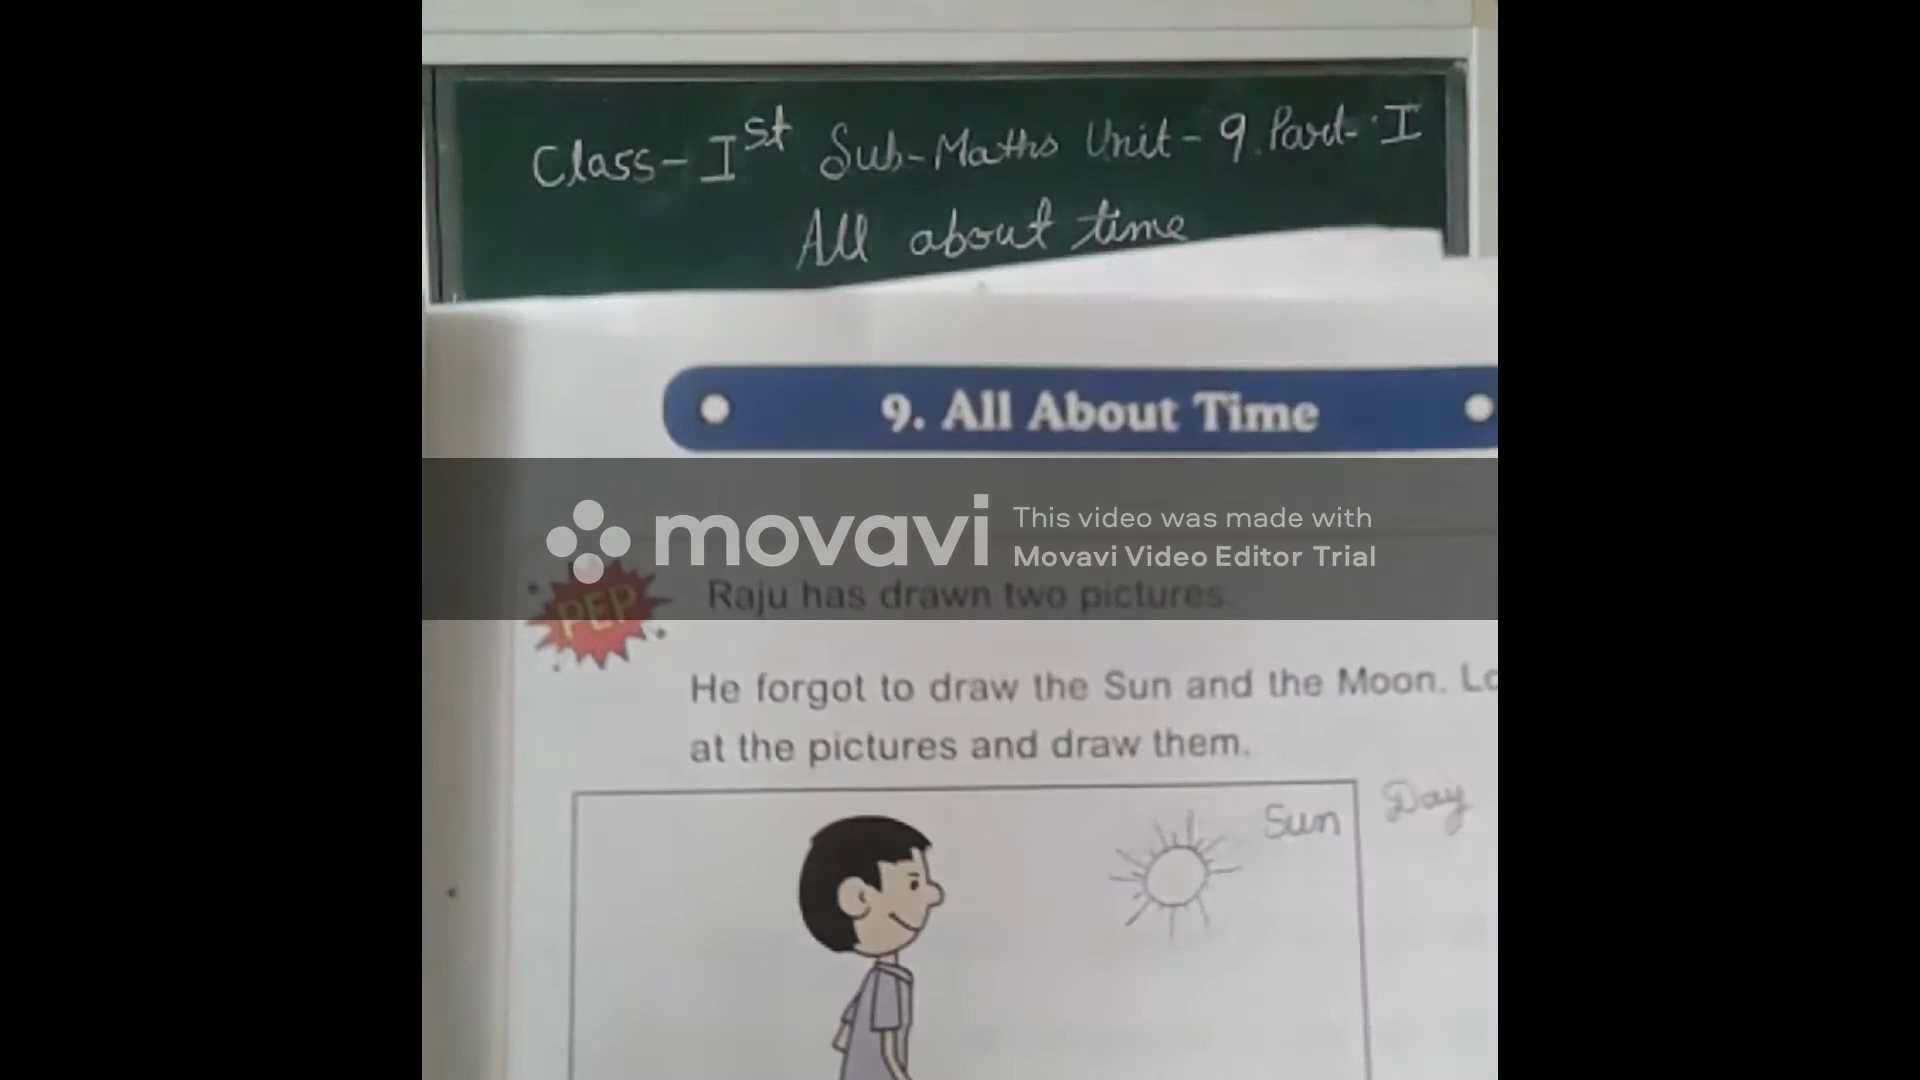 Class-Ist Sub-Maths Unit-9.Part-I
All about time
9. All About Time
movavi
This video was made with
Movavi Video Editor Trial
PEP
Raju has drawn two pictures.
He forgot to draw the Sun and the Moon.
at the pictures and draw them.
Sun
Day